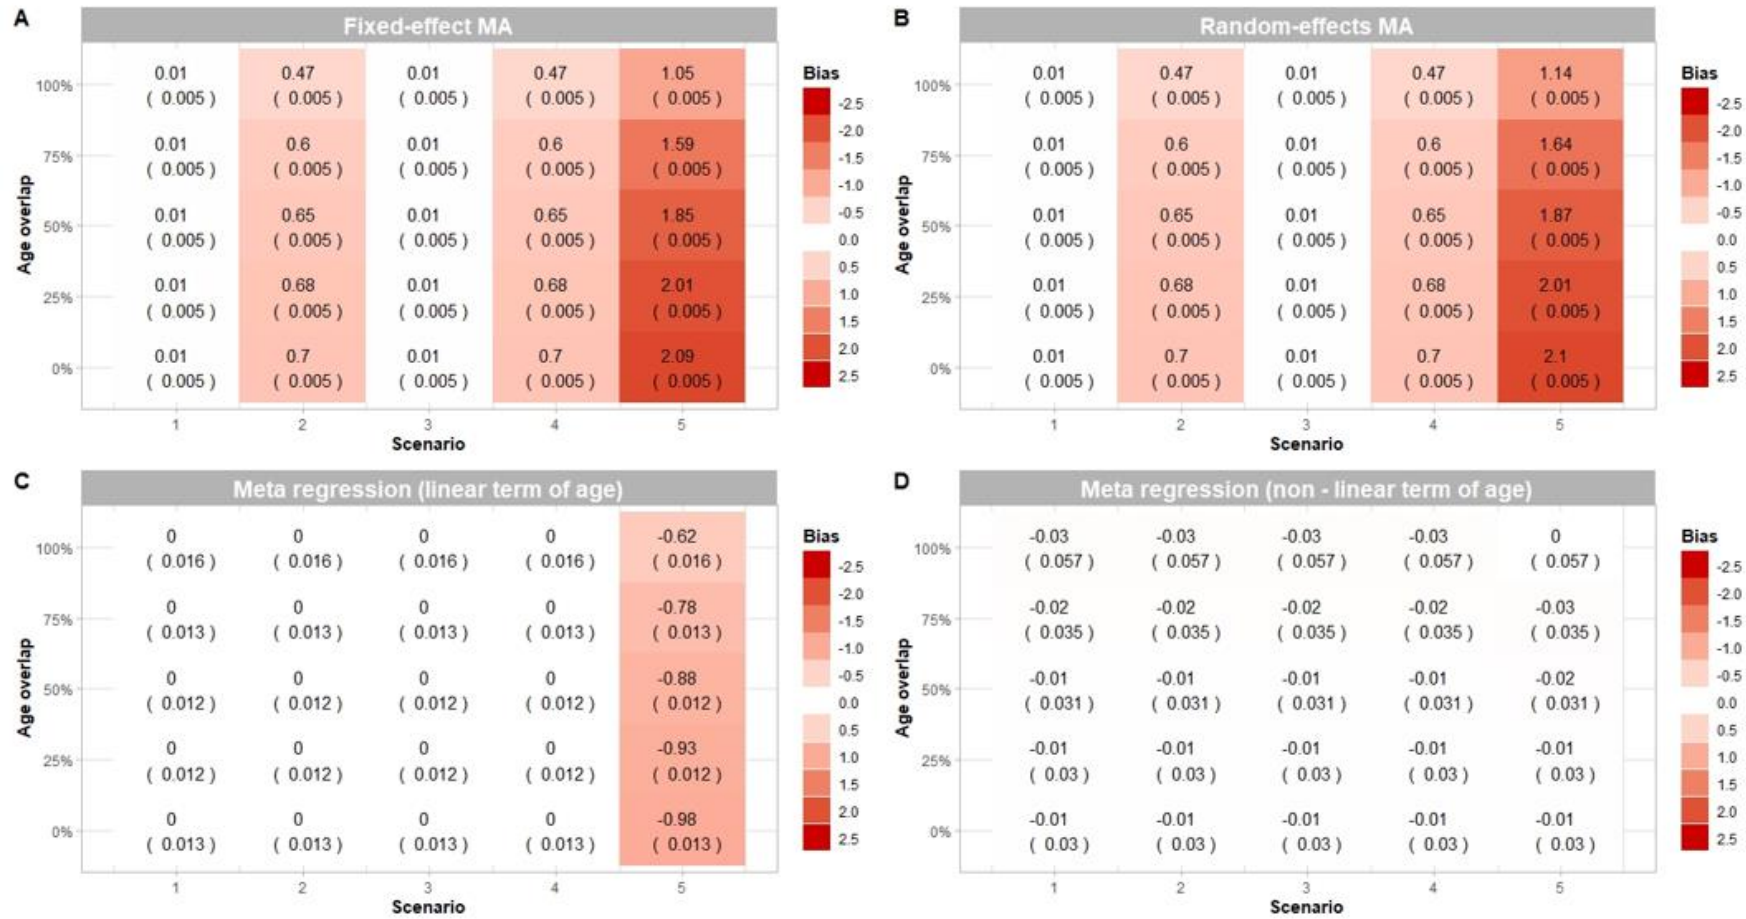 A
Fixed-effect MA
Age overlap
100%
0.01 0.47 0.01 0.47 1.05
( 0.005 ) ( 0.005 ) ( 0.005 ) ( 0.005 ) ( 0.005 )
75%
0.01 0.6 0.01 0.6 1.59
( 0.005 ) ( 0.005 ) ( 0.005 ) ( 0.005 ) ( 0.005 )
50%
0.01 0.65 0.01 0.65 1.85
( 0.005 ) ( 0.005 ) ( 0.005 ) ( 0.005 ) ( 0.005 )
25%
0.01 0.68 0.01 0.68 2.01
( 0.005 ) ( 0.005 ) ( 0.005 ) ( 0.005 ) ( 0.005 )
0%
0.01 0.7 0.01 0.7 2.09
( 0.005 ) ( 0.005 ) ( 0.005 ) ( 0.005 ) ( 0.005 )
1 2 3 4 5
Scenario
Bias
-2.5
-2.0
-1.5
-1.0
-0.5
0.0
0.5
1.0
1.5
2.0
2.5
B
Random-effects MA
Age overlap
100%
0.01 0.47 0.01 0.47 1.14
( 0.005 ) ( 0.005 ) ( 0.005 ) ( 0.005 ) ( 0.005 )
75%
0.01 0.6 0.01 0.6 1.64
( 0.005 ) ( 0.005 ) ( 0.005 ) ( 0.005 ) ( 0.005 )
50%
0.01 0.65 0.01 0.65 1.87
( 0.005 ) ( 0.005 ) ( 0.005 ) ( 0.005 ) ( 0.005 )
25%
0.01 0.68 0.01 0.68 2.01
( 0.005 ) ( 0.005 ) ( 0.005 ) ( 0.005 ) ( 0.005 )
0%
0.01 0.7 0.01 0.7 2.1
( 0.005 ) ( 0.005 ) ( 0.005 ) ( 0.005 ) ( 0.005 )
1 2 3 4 5
Scenario
Bias
-2.5
-2.0
-1.5
-1.0
-0.5
0.0
0.5
1.0
1.5
2.0
2.5
C
Meta regression (linear term of age)
Age overlap
100%
0 0 0 0 -0.62
( 0.016 ) ( 0.016 ) ( 0.016 ) ( 0.016 ) ( 0.016 )
75%
0 0 0 0 -0.78
( 0.013 ) ( 0.013 ) ( 0.013 ) ( 0.013 ) ( 0.013 )
50%
0 0 0 0 -0.88
( 0.012 ) ( 0.012 ) ( 0.012 ) ( 0.012 ) ( 0.012 )
25%
0 0 0 0 -0.93
( 0.012 ) ( 0.012 ) ( 0.012 ) ( 0.012 ) ( 0.012 )
0%
0 0 0 0 -0.98
( 0.013 ) ( 0.013 ) ( 0.013 ) ( 0.013 ) ( 0.013 )
1 2 3 4 5
Scenario
Bias
-2.5
-2.0
-1.5
-1.0
-0.5
0.0
0.5
1.0
1.5
2.0
2.5
D
Meta regression (non - linear term of age)
Age overlap
100%
-0.03 -0.03 -0.03 -0.03 0
( 0.057 ) ( 0.057 ) ( 0.057 ) ( 0.057 ) ( 0.057 )
75%
-0.02 -0.02 -0.02 -0.02 -0.03
( 0.035 ) ( 0.035 ) ( 0.035 ) ( 0.035 ) ( 0.035 )
50%
-0.01 -0.01 -0.01 -0.01 -0.02
( 0.031 ) ( 0.031 ) ( 0.031 ) ( 0.031 ) ( 0.031 )
25%
-0.01 -0.01 -0.01 -0.01 -0.01
( 0.03 ) ( 0.03 ) ( 0.03 ) ( 0.03 ) ( 0.03 )
0%
-0.01 -0.01 -0.01 -0.01 -0.01
( 0.03 ) ( 0.03 ) ( 0.03 ) ( 0.03 ) ( 0.03 )
1 2 3 4 5
Scenario
Bias
-2.5
-2.0
-1.5
-1.0
-0.5
0.0
0.5
1.0
1.5
2.0
2.5